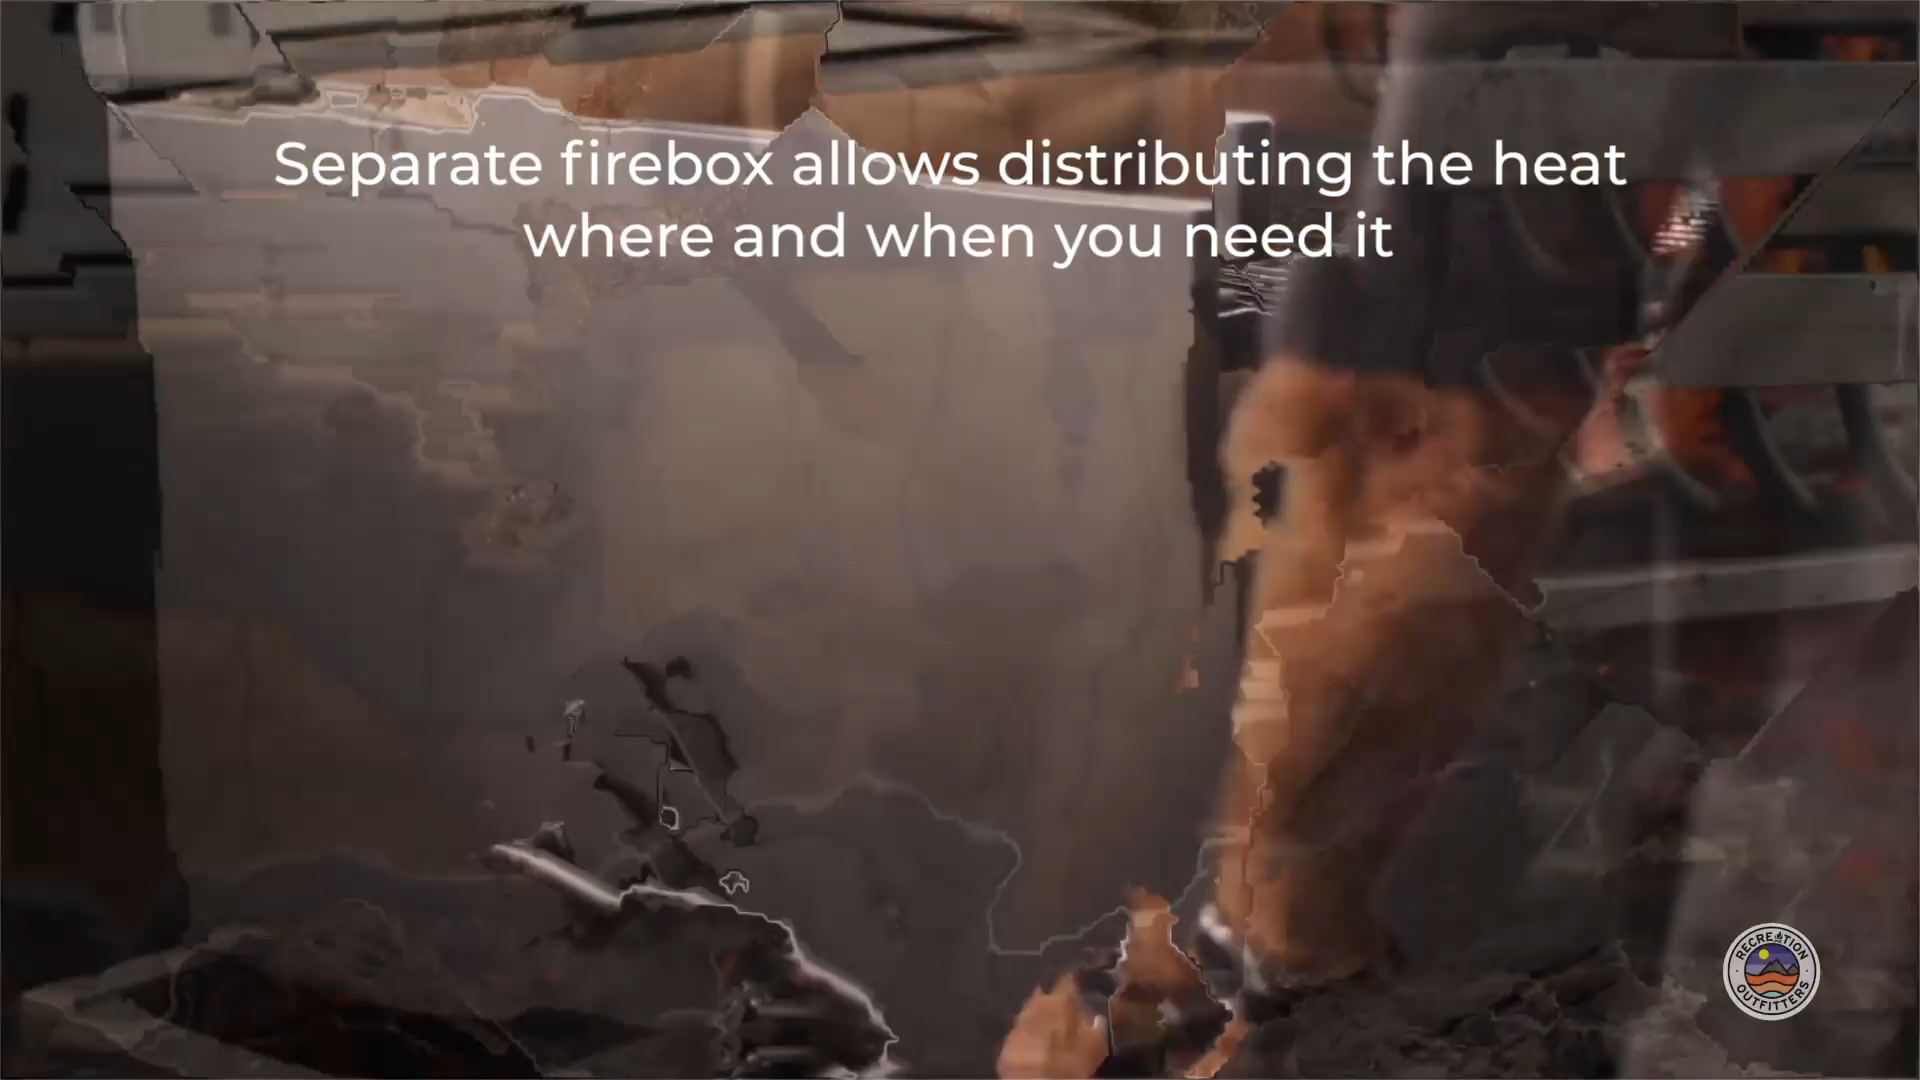 Separate firebox allows distributing the heat
where and when you need it
RECREATION
OUTFITTERS